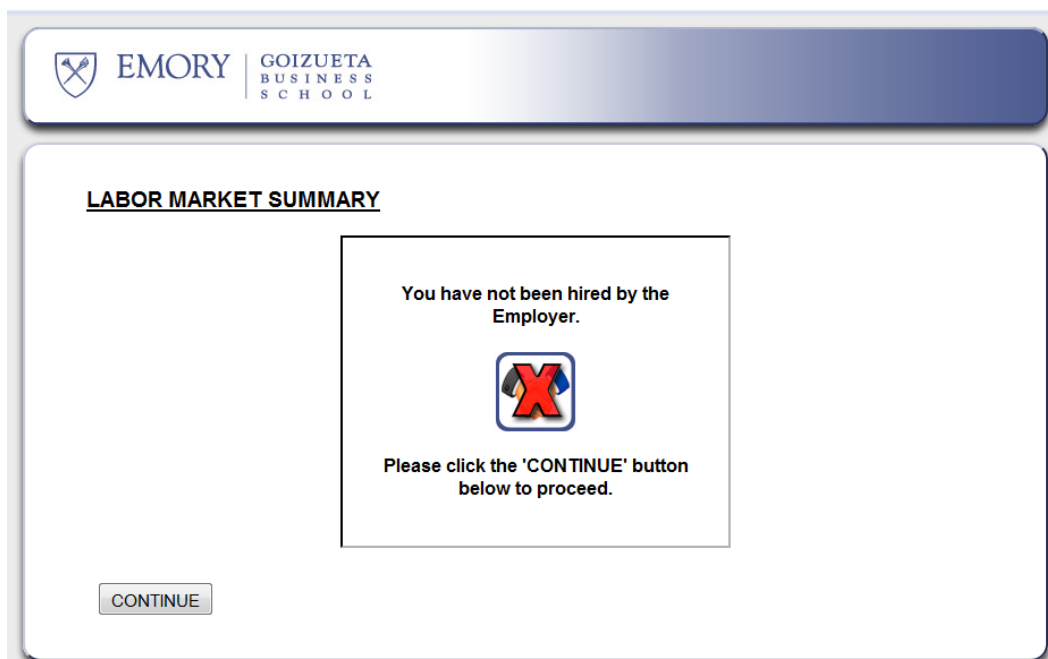 EMORY
GOIZUETA
BUSINESS
SCHOOL
LABOR MARKET SUMMARY
You have not been hired by the
Employer.
Please click the 'CONTINUE' button
below to proceed.
CONTINUE